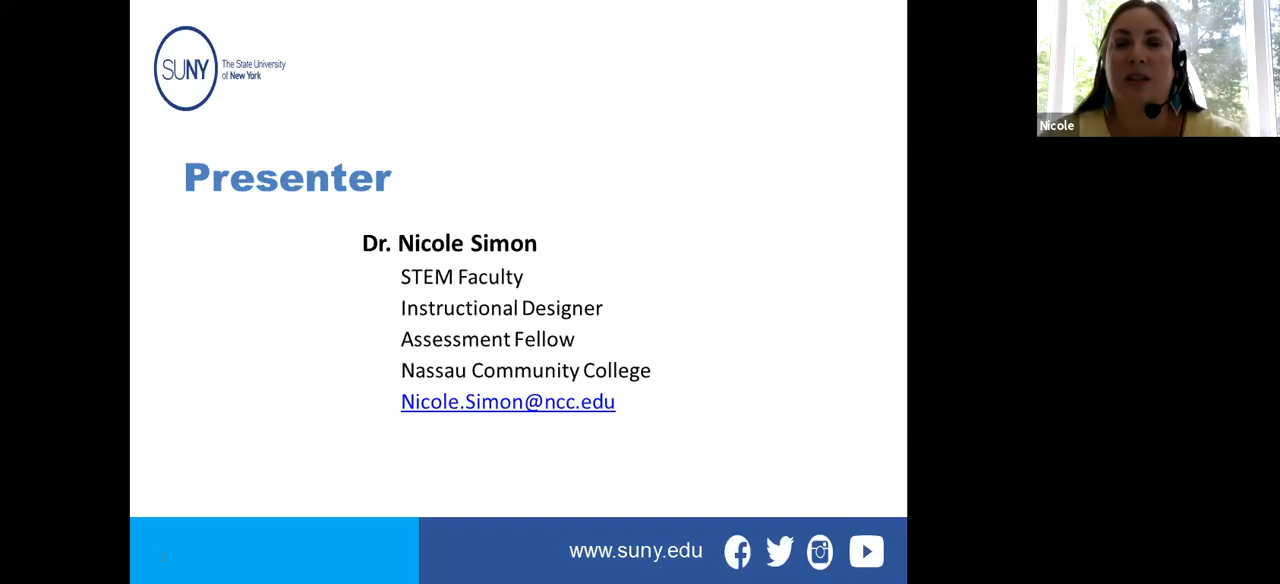 SUNY
The State University
of New York
Nicole
Presenter
Dr. Nicole Simon
STEM Faculty
Instructional Designer
Assessment Fellow
Nassau Community College
Nicole.Simon@ncc.edu
www.suny.edu